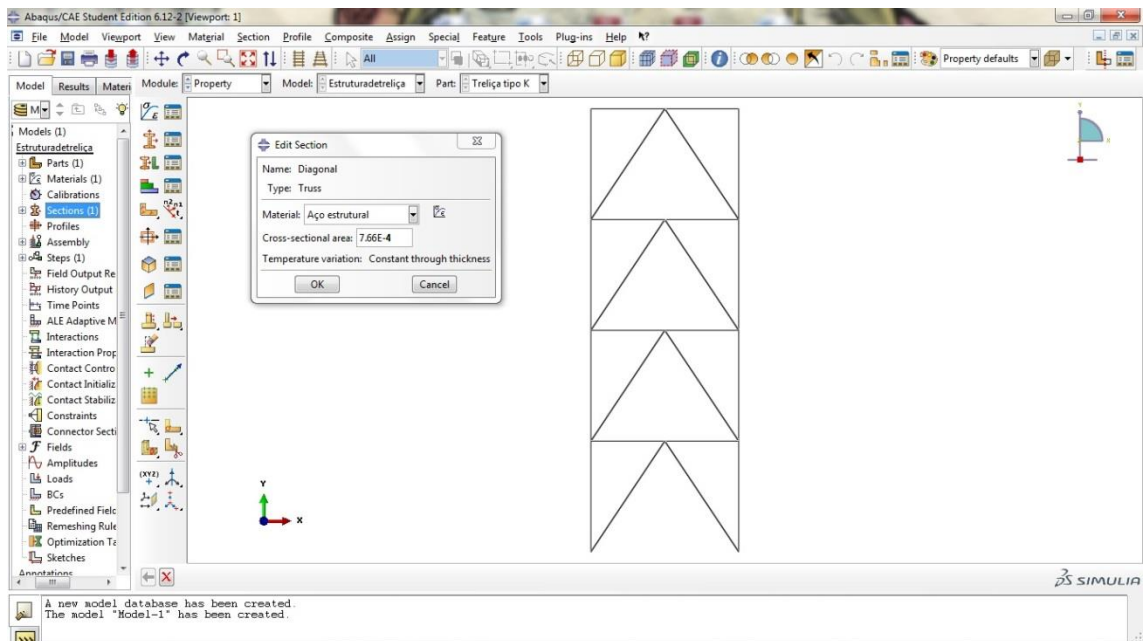 Abaqus/CAE Student Edition 6.12-2 [Viewport: 1]
File Model Viewport View Material Section Profile Composite Assign Special Feature Tools Plug-ins Help
All
Property defaults
Model Results Materi Module: Property Model: Estruturadetreliça Part: Treliça tipo K
Models (1)
Estruturadetreliça
Parts (1)
Materials (1)
Calibrations
Sections (1)
Profiles
Assembly
Steps (1)
Field Output Re
History Output
Time Points
ALE Adaptive M
Interactions
Interaction Prop
Contact Contro
Contact Initializ
Contact Stabiliz
Constraints
Connector Secti
Fields
Amplitudes
Loads
BCs
Predefined Field
Remeshing Rule
Optimization Ta
Sketches
Annotations
Edit Section
Name: Diagonal
Type: Truss
Material: Aço estrutural
Cross-sectional area: 7.66E-4
Temperature variation: Constant through thickness
OK Cancel
(XYZ)
Y
X
Y
X
SIMULIA
A new model database has been created.
The model "Model-1" has been created.